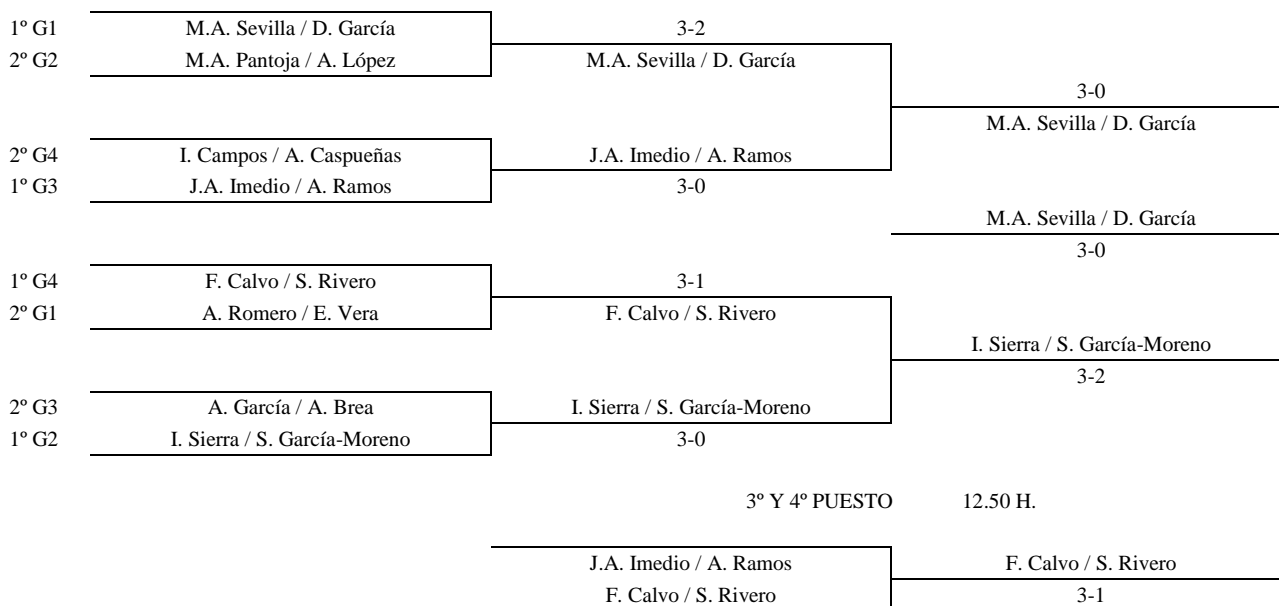 1º G1 M.A. Sevilla / D. García 3-2
2º G2 M.A. Pantoja / A. López M.A. Sevilla / D. García
3-0
M.A. Sevilla / D. García
2º G4 I. Campos / A. Caspueñas J.A. Imedio / A. Ramos
1º G3 J.A. Imedio / A. Ramos 3-0
M.A. Sevilla / D. García
3-0
1º G4 F. Calvo / S. Rivero 3-1
2º G1 A. Romero / E. Vera F. Calvo / S. Rivero
I. Sierra / S. García-Moreno
3-2
2º G3 A. García / A. Brea I. Sierra / S. García-Moreno
1º G2 I. Sierra / S. García-Moreno 3-0
3º Y 4º PUESTO 12.50 H.
J.A. Imedio / A. Ramos F. Calvo / S. Rivero
F. Calvo / S. Rivero 3-1